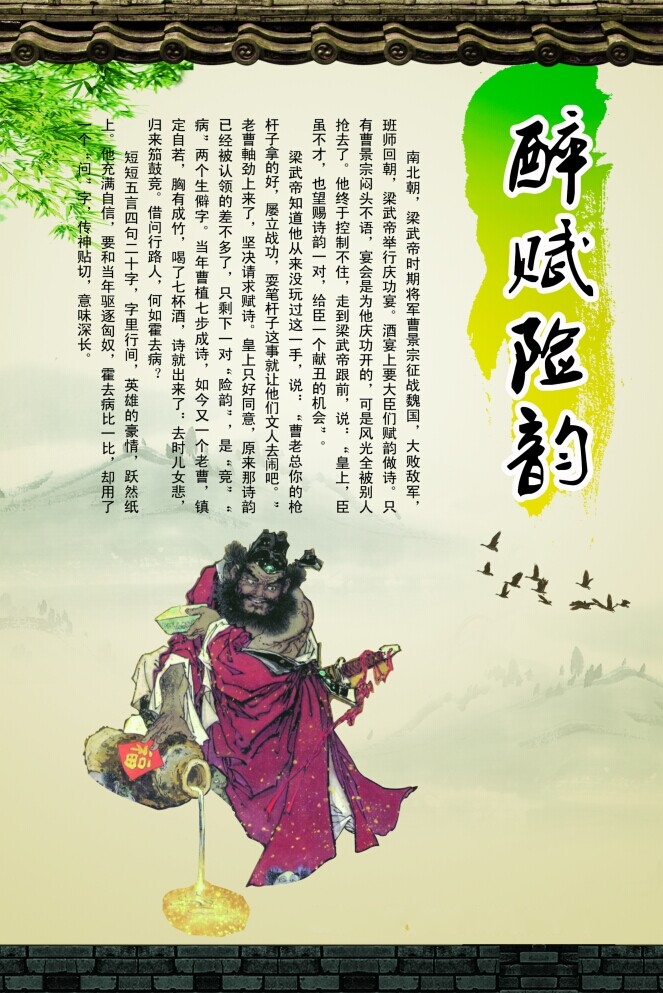 醉赋险韵
南北朝，梁武帝时期将军曹景宗征战魏国，大败敌军，
班师回朝，梁武帝举行庆功宴。酒宴上要大臣们赋韵做诗。只
有曹景宗闷头不语，宴会是为他庆功开的，可是风光全被别人
抢去了。他终于控制不住，走到梁武帝跟前，说：“皇上，臣
虽不才，也望赐诗韵一对，给臣一个献丑的机会”。
梁武帝知道他从来没玩过这一手，说：“曹老总你的枪
杆子拿的好，屡立战功，耍笔杆子这事就让他们文人去闹吧。”
老曹軸劲上来了，坚决请求赋诗。皇上只好同意，原来那诗韵
已经被认领的差不多了，只剩下一对“险韵”，是“竞”“
病”两个生僻字。当年曹植七步成诗，如今又一个老曹，镇
定自若，胸有成竹，喝了七杯酒，诗就出来了：去时儿女悲，
归来笳鼓竞。借问行路人，何如霍去病？
短短五言四句二十字，字里行间，英雄的豪情，跃然纸
上。他充满自信，要和当年驱逐匈奴，霍去病比一比，却用了
一个“问”字，传神贴切，意味深长。
福